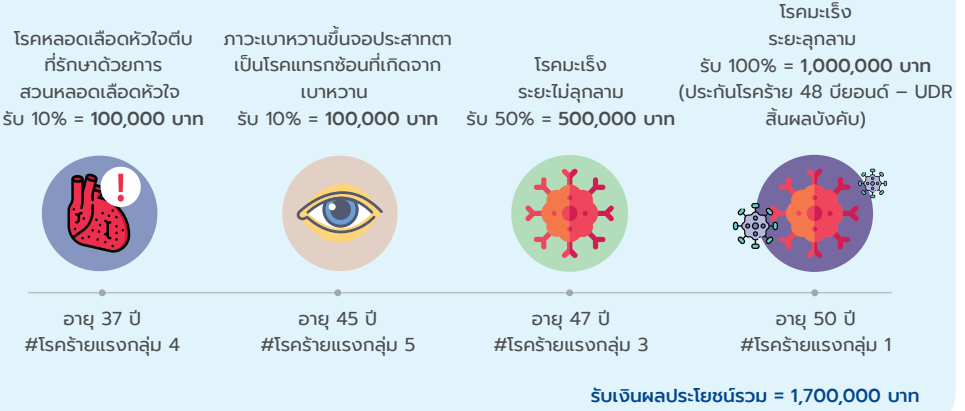 โรคหลอดเลือดหัวใจตีบ
ที่รักษาด้วยการ
สวนหลอดเลือดหัวใจ
รับ 10% = 100,000 บาท
ภาวะเบาหวานขึ้นจอประสาทตา
เป็นโรคแทรกซ้อนที่เกิดจาก
เบาหวาน
รับ 10% = 100,000 บาท
โรคมะเร็ง
ระยะไม่ลุกลาม
รับ 50% = 500,000 บาท
โรคมะเร็ง
ระยะลุกลาม
รับ 100% = 1,000,000 บาท
(ประกันโรคร้าย 48 บียอนด์ – UDR
สิ้นผลบังคับ)
!
อายุ 37 ปี
#โรคร้ายแรงกลุ่ม 4
อายุ 45 ปี
#โรคร้ายแรงกลุ่ม 5
อายุ 47 ปี
#โรคร้ายแรงกลุ่ม 3
อายุ 50 ปี
#โรคร้ายแรงกลุ่ม 1
รับเงินผลประโยชน์รวม = 1,700,000 บาท